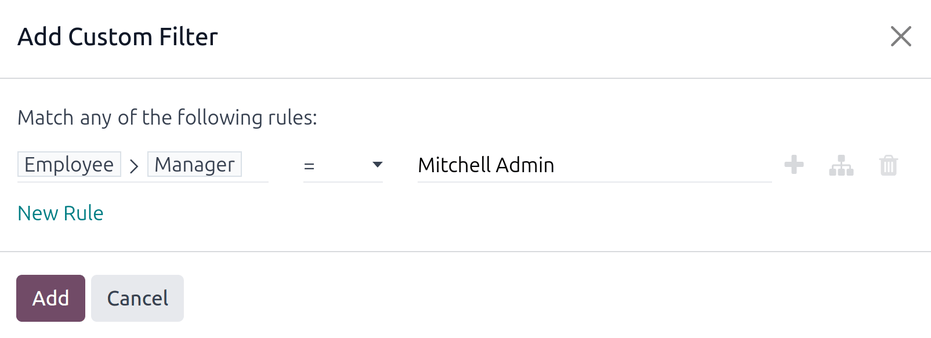 Add Custom Filter
Match any of the following rules:
Employee > Manager = Mitchell Admin
New Rule
Add Cancel